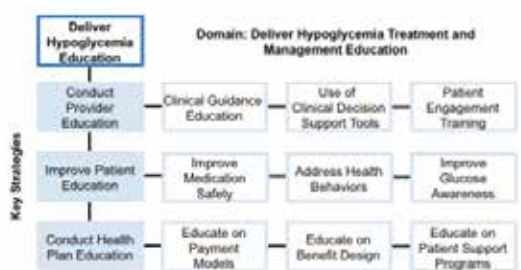 Deliver
Hypoglycemia
Education
Domain: Deliver Hypoglycemia Treatment and
Management Education
Key Strategies
Conduct
Provider
Education
Clinical Guidance
Education
Use of
Clinical Decision
Support Tools
Patient
Engagement
Training
Improve Patient
Education
Improve
Medication
Safety
Address Health
Behaviors
Improve
Glucose
Awareness
Conduct Health
Plan Education
Educate on
Payment
Models
Educate on
Benefit Design
Educate on
Patient Support
Programs